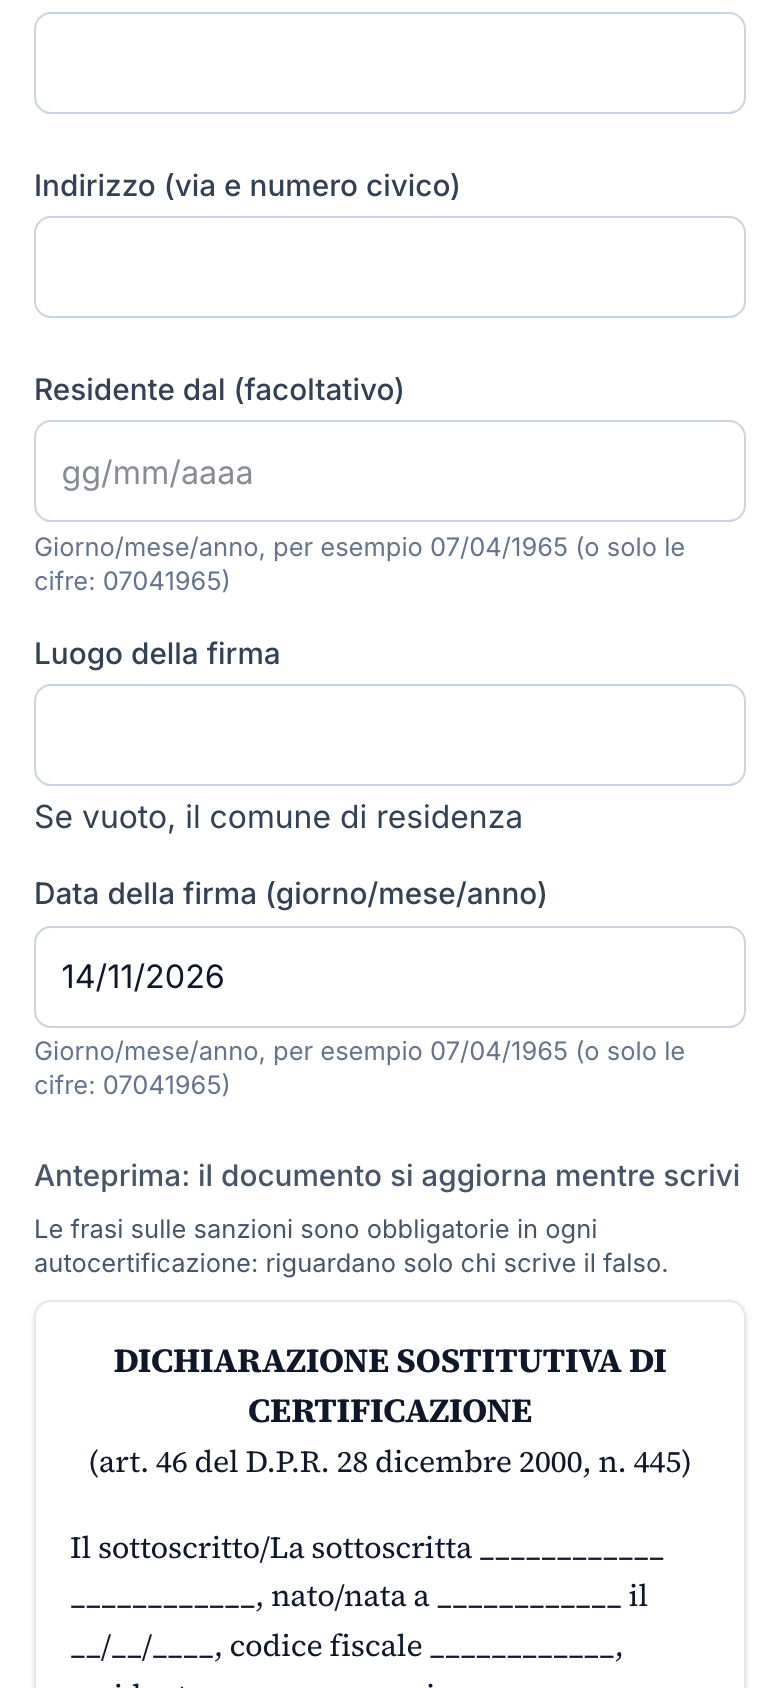 Indirizzo (via e numero civico)
Residente dal (facoltativo)
gg/mm/aaaa
Giorno/mese/anno, per esempio 07/04/1965 (o solo le
cifre: 07041965)
Luogo della firma
Se vuoto, il comune di residenza
Data della firma (giorno/mese/anno)
14/11/2026
Giorno/mese/anno, per esempio 07/04/1965 (o solo le
cifre: 07041965)
Anteprima: il documento si aggiorna mentre scrivi
Le frasi sulle sanzioni sono obbligatorie in ogni
autocertificazione: riguardano solo chi scrive il falso.
DICHIARAZIONE SOSTITUTIVA DI
CERTIFICAZIONE
(art. 46 del D.P.R. 28 dicembre 2000, n. 445)
Il sottoscritto/La sottoscritta ____________
____________, nato/nata a ____________ il
__/__/____, codice fiscale ____________,